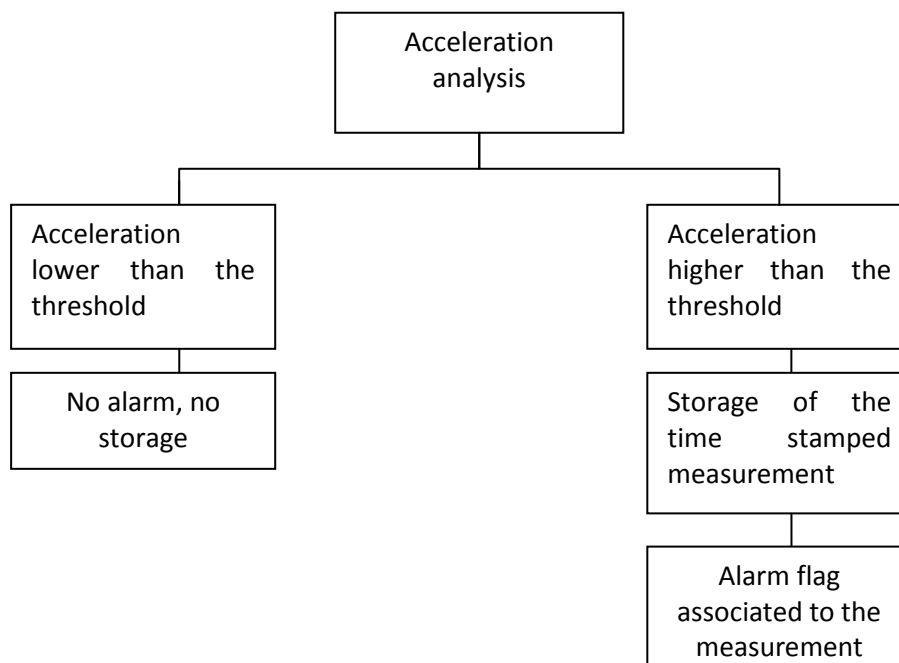 Acceleration
analysis
Acceleration
lower than the
threshold
No alarm, no
storage
Acceleration
higher than the
threshold
Storage of the
time stamped
measurement
Alarm flag
associated to the
measurement